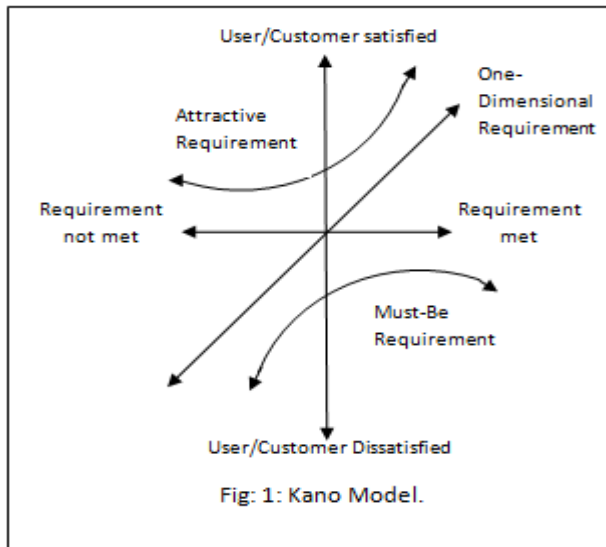 User/Customer satisfied
One-
Dimensional
Requirement
Attractive
Requirement
Requirement
not met
Requirement
met
Must-Be
Requirement
User/Customer Dissatisfied
Fig: 1: Kano Model.